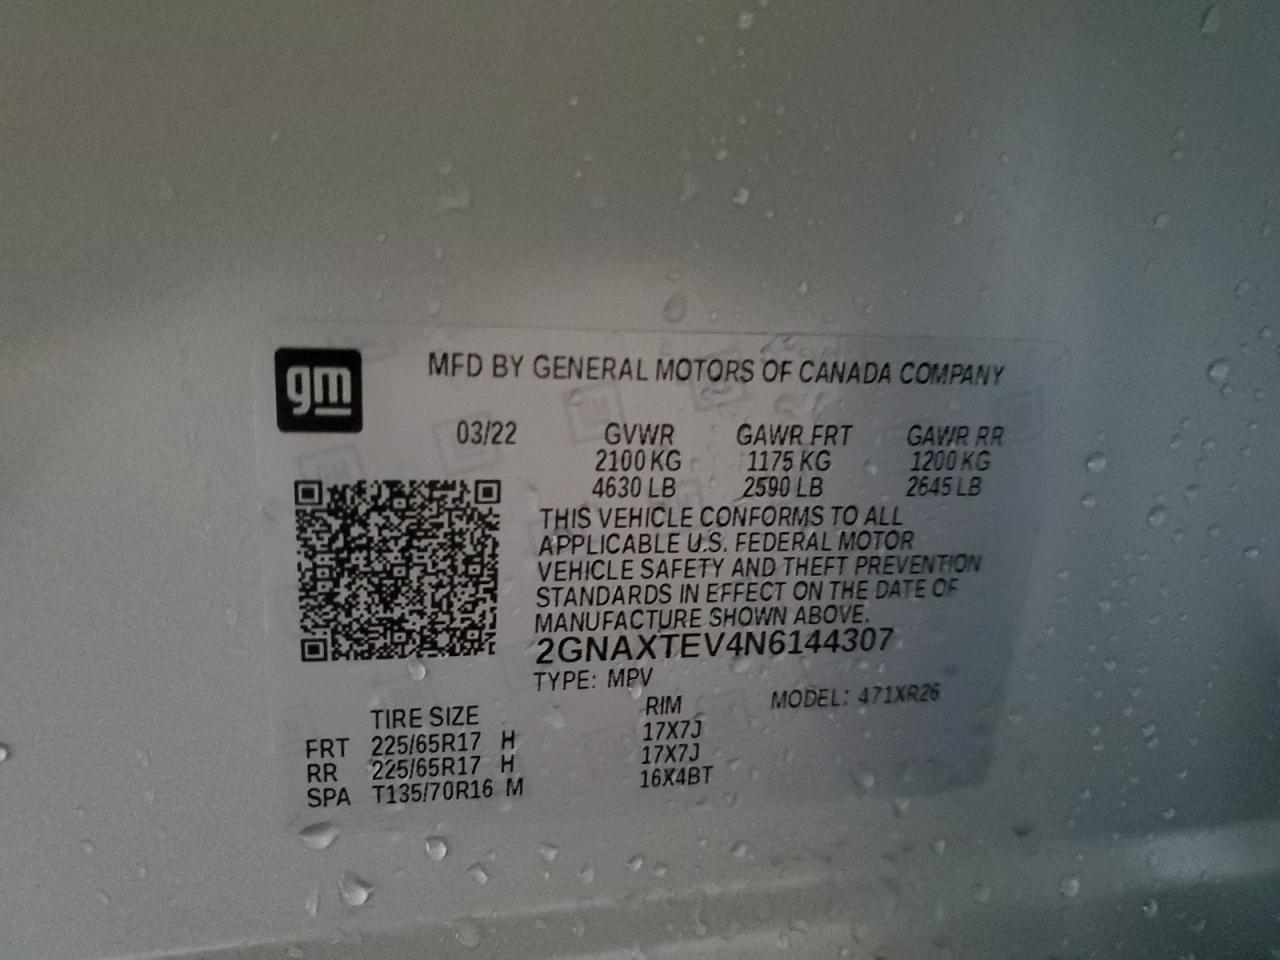 gm
MFD BY GENERAL MOTORS OF CANADA COMPANY
03/22 GVWR GAWR FRT GAWR RR
2100 KG 1175 KG 1200 KG
4630 LB 2590 LB 2645 LB
THIS VEHICLE CONFORMS TO ALL
APPLICABLE U.S. FEDERAL MOTOR
VEHICLE SAFETY AND THEFT PREVENTION
STANDARDS IN EFFECT ON THE DATE OF
MANUFACTURE SHOWN ABOVE.
2GNAXTEV4N6144307
TYPE: MPV MODEL: 471XR26
TIRE SIZE RIM
FRT 225/65R17 H 17X7J
RR 225/65R17 H 17X7J
SPA T135/70R16 M 16X4BT